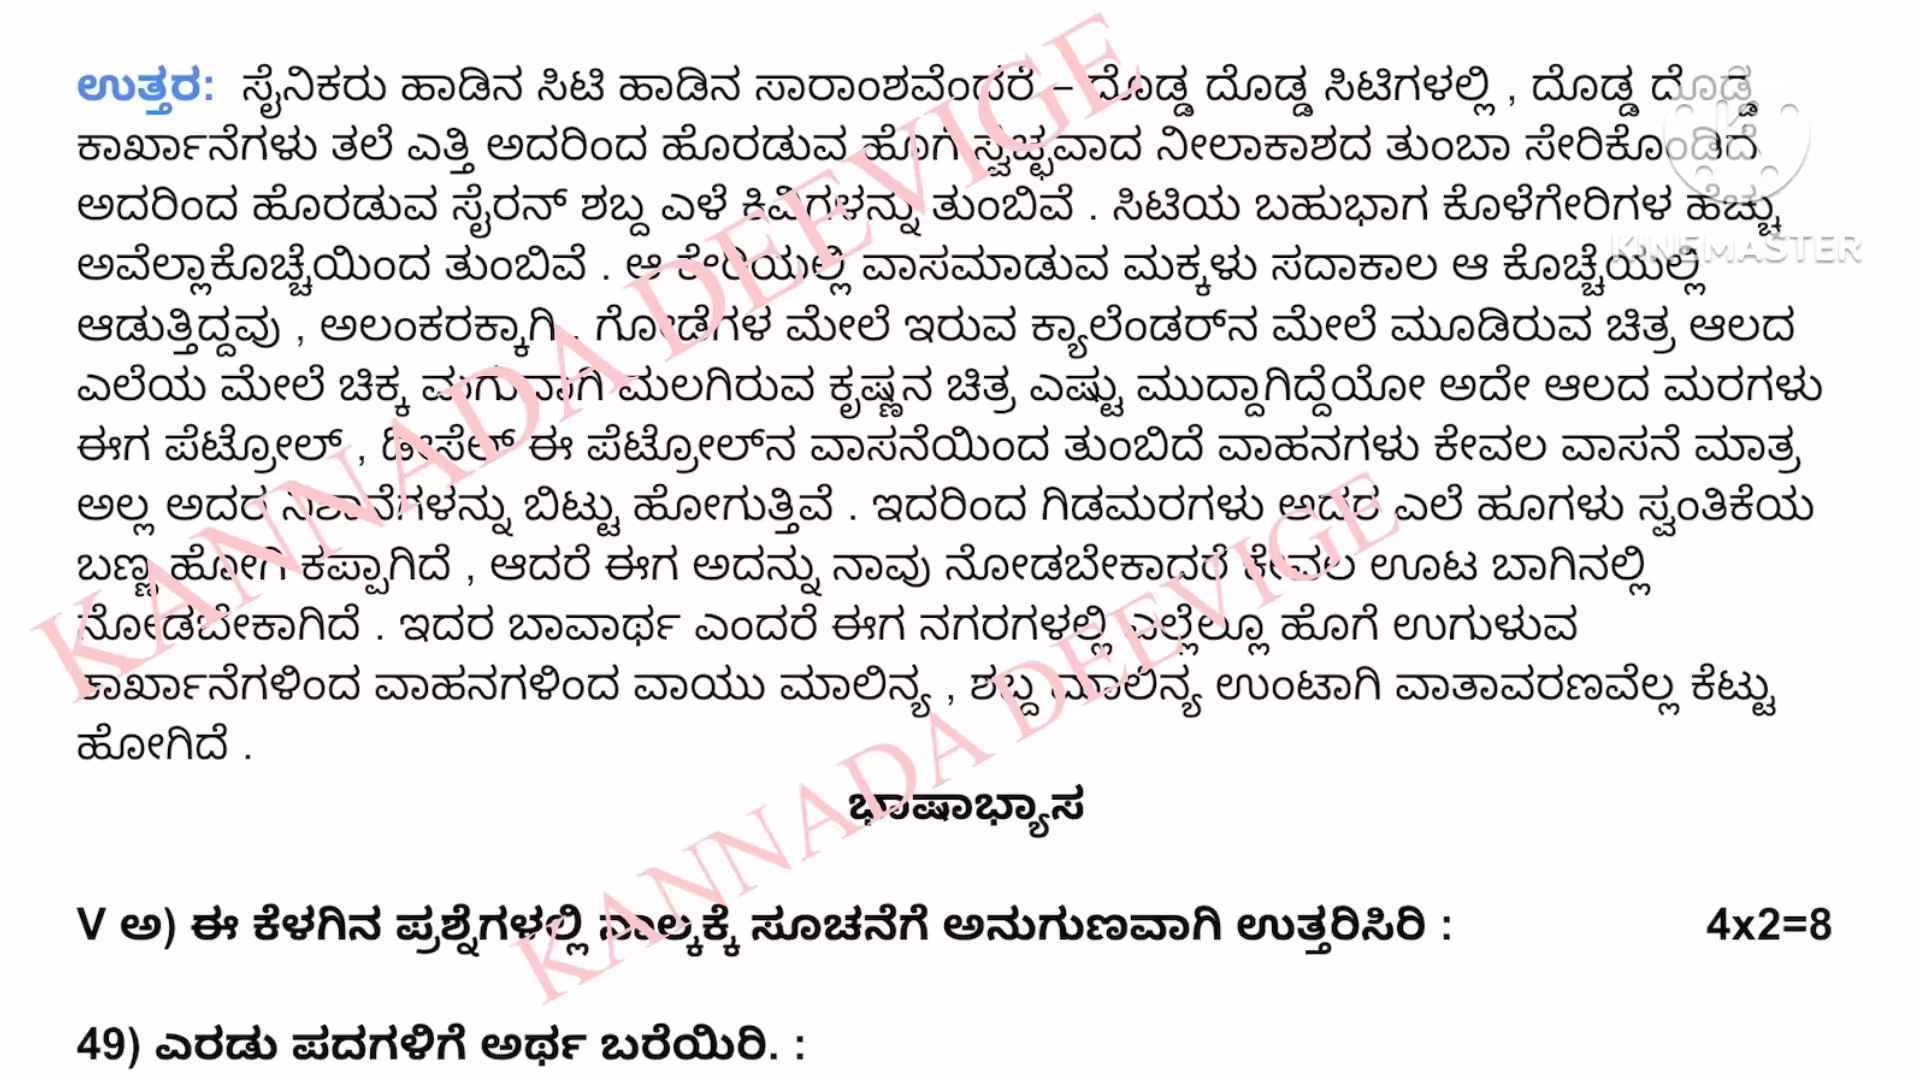 ಉತ್ತರ: ಸೈನಿಕರು ಹಾಡಿನ ಸಿಟಿ ಹಾಡಿನ ಸಾರಾಂಶವೆಂದರೆ – ದೊಡ್ಡ ದೊಡ್ಡ ಸಿಟಿಗಳಲ್ಲಿ , ದೊಡ್ಡ ದೊಡ್ಡ
ಕಾರ್ಖಾನೆಗಳು ತಲೆ ಎತ್ತಿ ಅದರಿಂದ ಹೊರಡುವ ಹೊಗೆ ಸ್ವಚ್ಛವಾದ ನೀಲಾಕಾಶದ ತುಂಬಾ ಸೇರಿಕೊಂಡಿದೆ
ಅದರಿಂದ ಹೊರಡುವ ಸೈರನ್ ಶಬ್ದ ಎಳೆ ಕಿವಿಗಳನ್ನು ತುಂಬಿವೆ . ಸಿಟಿಯ ಬಹುಭಾಗ ಕೊಳೆಗೇರಿಗಳ ಹೆಚ್ಚು
ಅವೆಲ್ಲಾಕೊಚ್ಚೆಯಿಂದ ತುಂಬಿವೆ . ಆ ಕೇರಿಯಲ್ಲಿ ವಾಸಮಾಡುವ ಮಕ್ಕಳು ಸದಾಕಾಲ ಆ ಕೊಚ್ಚೆಯಲ್ಲಿ
ಆಡುತ್ತಿದ್ದವು , ಅಲಂಕರಕ್ಕಾಗಿ . ಗೋಡೆಗಳ ಮೇಲೆ ಇರುವ ಕ್ಯಾಲೆಂಡರ್‌ನ ಮೇಲೆ ಮೂಡಿರುವ ಚಿತ್ರ ಆಲದ
ಎಲೆಯ ಮೇಲೆ ಚಿಕ್ಕ ಮಗುವಾಗಿ ಮಲಗಿರುವ ಕೃಷ್ಣನ ಚಿತ್ರ ಎಷ್ಟು ಮುದ್ದಾಗಿದ್ದೆಯೋ ಅದೇ ಆಲದ ಮರಗಳು
ಈಗ ಪೆಟ್ರೋಲ್ , ಡೀಸೆಲ್ ಈ ಪೆಟ್ರೋಲ್‌ನ ವಾಸನೆಯಿಂದ ತುಂಬಿದೆ ವಾಹನಗಳು ಕೇವಲ ವಾಸನೆ ಮಾತ್ರ
ಅಲ್ಲ ಅದರ ನಿಶಾನೆಗಳನ್ನು ಬಿಟ್ಟು ಹೋಗುತ್ತಿವೆ . ಇದರಿಂದ ಗಿಡಮರಗಳು ಅದರ ಎಲೆ ಹೂಗಳು ಸ್ವಂತಿಕೆಯ
ಬಣ್ಣ ಹೋಗಿ ಕಪ್ಪಾಗಿದೆ , ಆದರೆ ಈಗ ಅದನ್ನು ನಾವು ನೋಡಬೇಕಾದರೆ ಕೇವಲ ಊಟ ಬಾಗಿನಲ್ಲಿ
ನೋಡಬೇಕಾಗಿದೆ . ಇದರ ಬಾವಾರ್ಥ ಎಂದರೆ ಈಗ ನಗರಗಳಲ್ಲಿ ಎಲ್ಲೆಲ್ಲೂ ಹೊಗೆ ಉಗುಳುವ
ಕಾರ್ಖಾನೆಗಳಿಂದ ವಾಹನಗಳಿಂದ ವಾಯು ಮಾಲಿನ್ಯ , ಶಬ್ದ ಮಾಲಿನ್ಯ ಉಂಟಾಗಿ ವಾತಾವರಣವೆಲ್ಲ ಕೆಟ್ಟು
ಹೋಗಿದೆ .
ಭಾಷಾಭ್ಯಾಸ
V ಅ) ಈ ಕೆಳಗಿನ ಪ್ರಶ್ನೆಗಳಲ್ಲಿ ನಾಲ್ಕಕ್ಕೆ ಸೂಚನೆಗೆ ಅನುಗುಣವಾಗಿ ಉತ್ತರಿಸಿರಿ : 4x2=8
49) ಎರಡು ಪದಗಳಿಗೆ ಅರ್ಥ ಬರೆಯಿರಿ. :
KANNADA DEEVIGE
KANNADA DEEVIGE
KINEMASTER